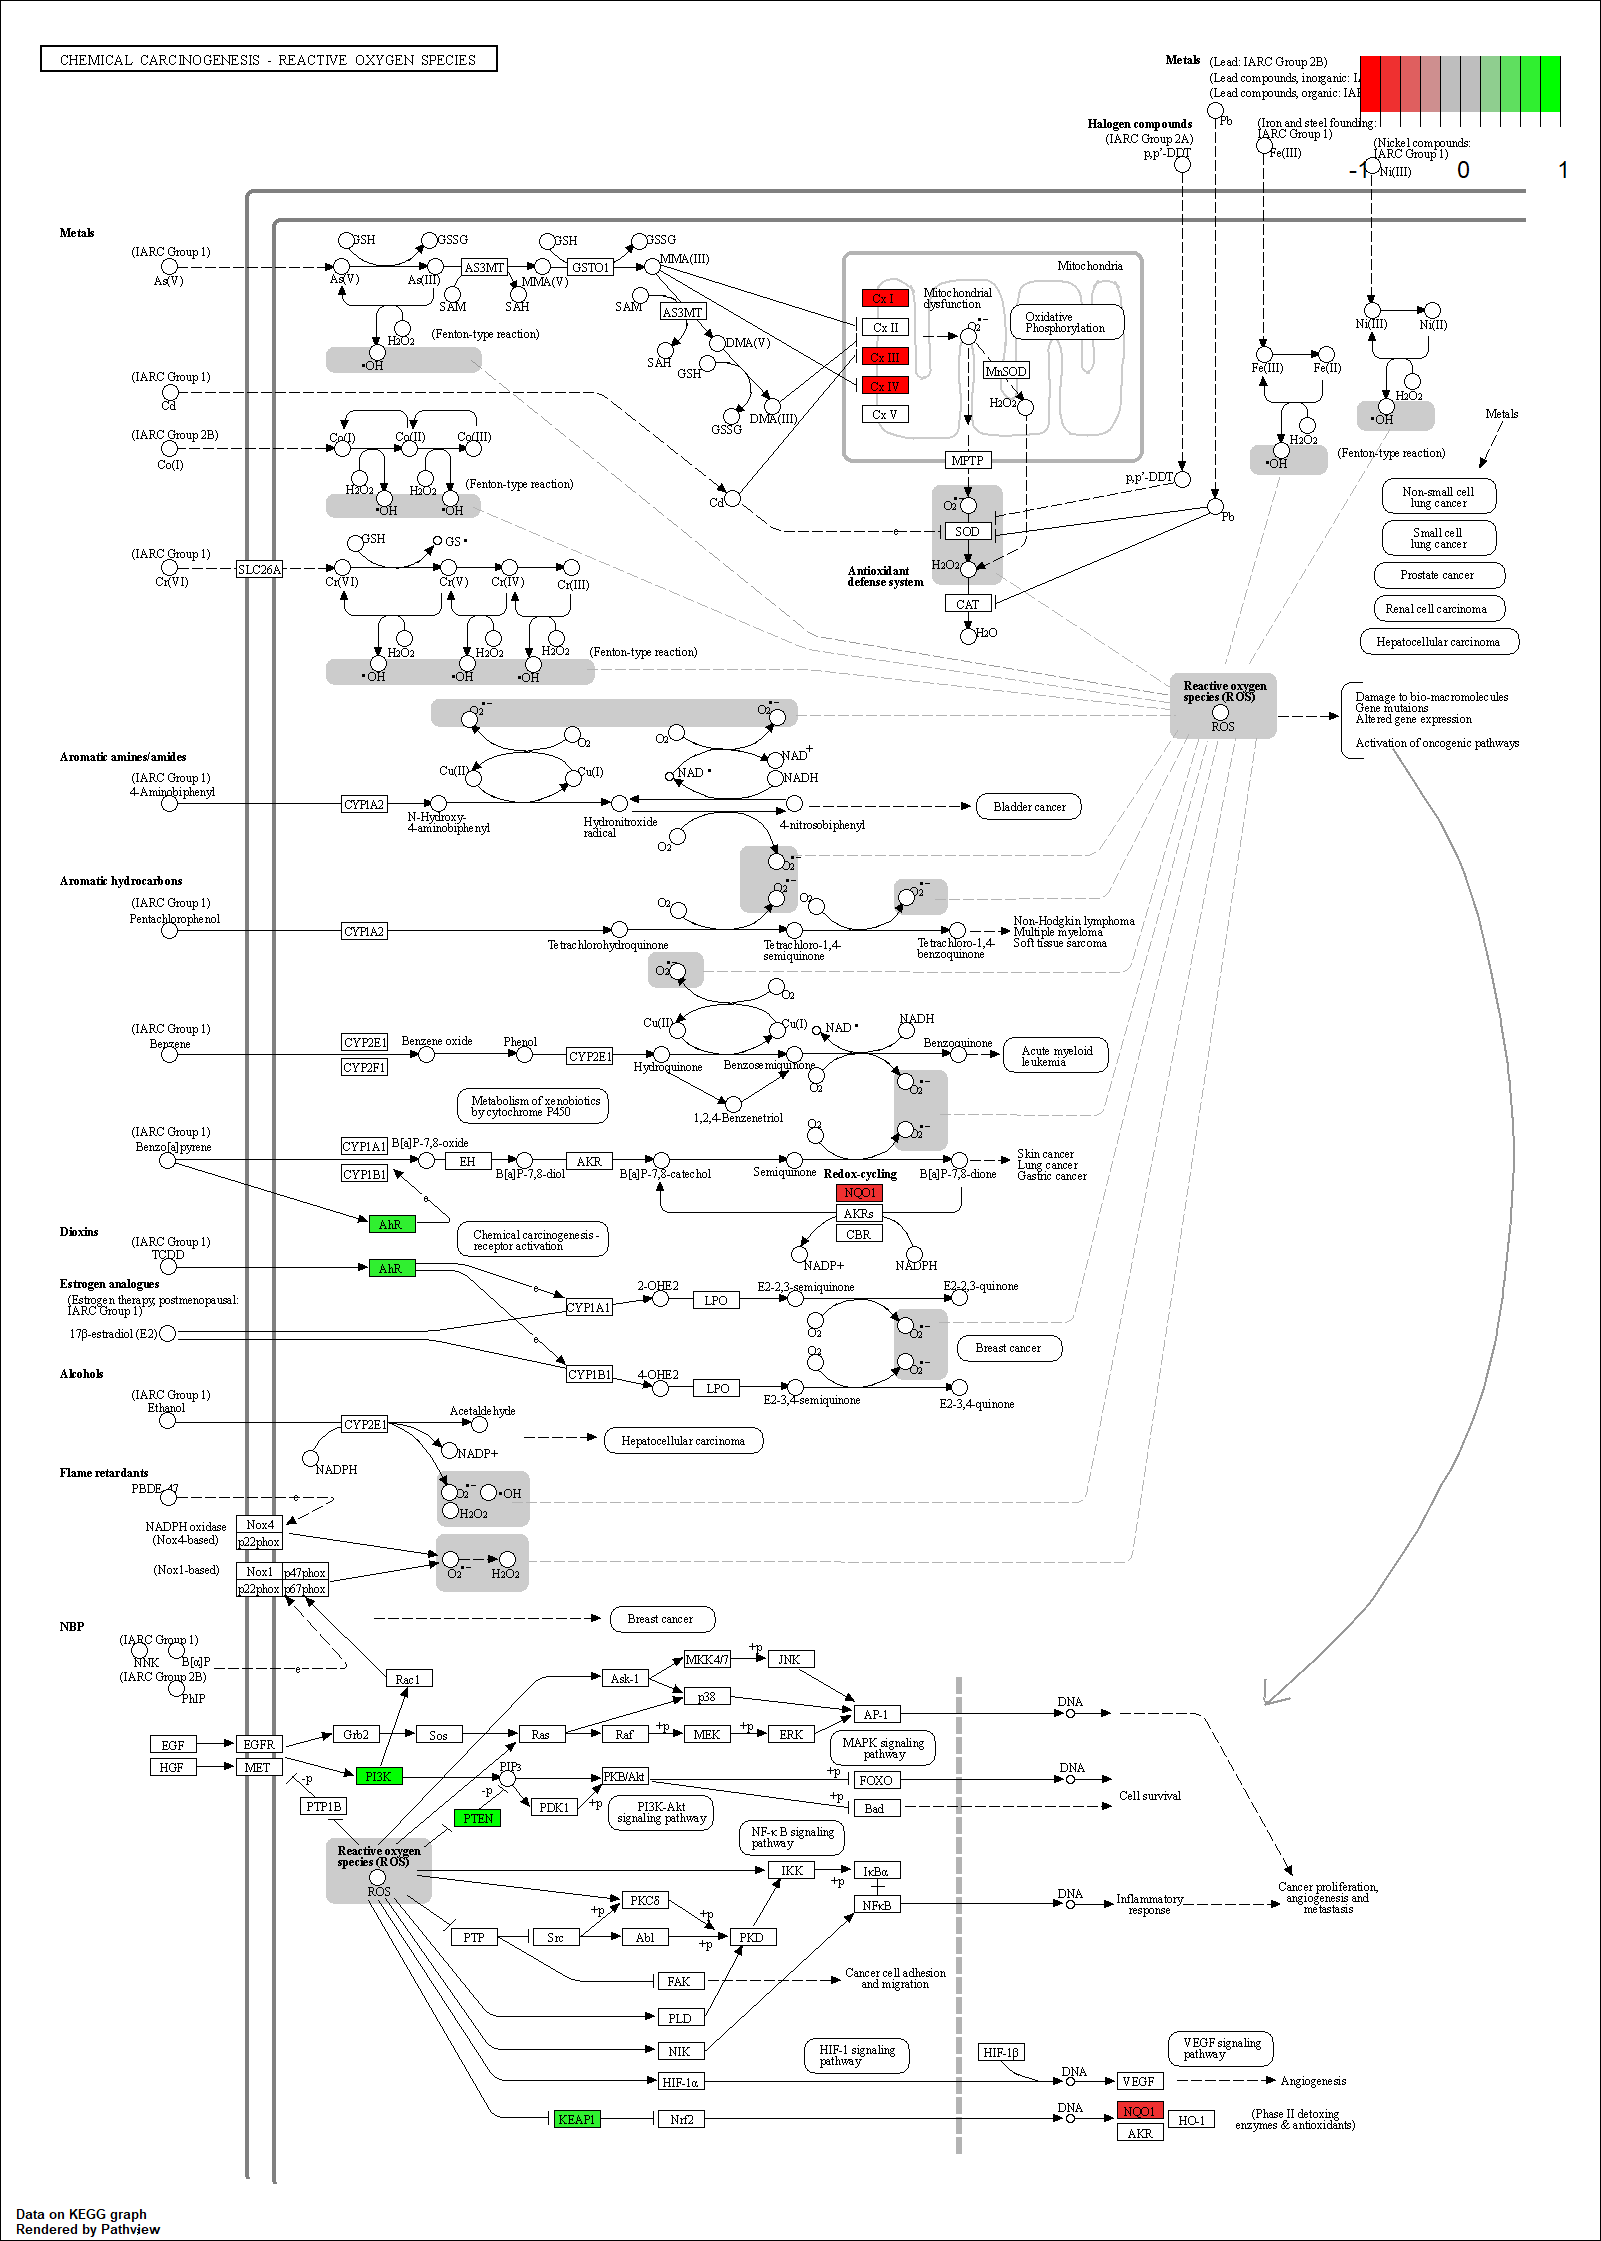 CHEMICAL CARCINOGENESIS - REACTIVE OXYGEN SPECIES
Metals
(Lead: IARC Group 2B)
(Lead compounds, inorganic:
(Lead compounds, organic:
-1 0 1
Halogen compounds
(IARC Group 2A)
p,p'-DDT
Pb
(Iron and steel founding:
IARC Group 1)
Fe(III)
(Nickel compounds:
IARC Group 1)
Ni(III)
Metals
(IARC Group 1)
As(V)
GSH
GSSG
As(V)
As(III)
AS3MT
SAM
SAH
GSH
GSSG
MMA(V)
GSTO1
MMA(III)
SAM
AS3MT
SAH
DMA(V)
GSH
GSSG
DMA(III)
H2O2
•OH
(Fenton-type reaction)
Mitochondria
Cx I
Cx II
Cx III
Cx IV
Cx V
Mitochondrial
dysfunction
O2•−
Oxidative
Phosphorylation
MnSOD
H2O2
MPTP
Fe(III)
Fe(II)
H2O2
•OH
Ni(III)
Ni(II)
H2O2
•OH
(Fenton-type reaction)
Metals
Non-small cell
lung cancer
Small cell
lung cancer
Prostate cancer
Renal cell carcinoma
Hepatocellular carcinoma
(IARC Group 1)
Cd
Cd
(IARC Group 2B)
Co(I)
Co(I)
Co(II)
Co(III)
H2O2
H2O2
•OH
•OH
(Fenton-type reaction)
p,p'-DDT
Pb
O2•−
SOD
e
H2O2
Antioxidant
defense system
CAT
H2O
(IARC Group 1)
Cr(VI)
SLC26A
GSH
GS•
Cr(VI)
Cr(V)
Cr(IV)
Cr(III)
H2O2
H2O2
H2O2
•OH
•OH
•OH
(Fenton-type reaction)
Reactive oxygen
species (ROS)
ROS
Damage to bio-macromolecules
Gene mutaions
Altered gene expression
Activation of oncogenic pathways
Aromatic amines/amides
(IARC Group 1)
4-Aminobiphenyl
CYP1A2
N-Hydroxy-
4-aminobiphenyl
O2•−
O2
Cu(II)
Cu(I)
O2
O2•−
NAD+
NAD•
NADH
Hydronitroxide
radical
4-nitrosobiphenyl
O2
O2•−
Bladder cancer
Aromatic hydrocarbons
(IARC Group 1)
Pentachlorophenol
CYP1A2
Tetrachlorohydroquinone
O2
O2•−
Tetrachloro-1,4-
semiquinone
O2
O2•−
Tetrachloro-1,4-
benzoquinone
Non-Hodgkin lymphoma
Multiple myeloma
Soft tissue sarcoma
(IARC Group 1)
Benzene
CYP2E1
CYP2F1
Benzene oxide
Phenol
CYP2E1
Hydroquinone
O2•−
O2
Cu(II)
Cu(I)
Benzosemiquinone
1,2,4-Benzenetriol
NAD•
NADH
O2
O2•−
Benzoquinone
Acute myeloid
leukemia
Metabolism of xenobiotics
by cytochrome P450
(IARC Group 1)
Benzo[a]pyrene
CYP1A1
CYP1B1
B[a]P-7,8-oxide
EH
B[a]P-7,8-diol
AKR
B[a]P-7,8-catechol
O2
O2•−
Semiquinone
B[a]P-7,8-dione
Skin cancer
Lung cancer
Gastric cancer
Redox-cycling
NQO1
AKRs
CBR
NADP+
NADPH
e
AhR
Chemical carcinogenesis -
receptor activation
Dioxins
(IARC Group 1)
TCDD
AhR
e
e
Estrogen analogues
(Estrogen therapy, postmenopausal:
IARC Group 1)
17β-estradiol (E2)
CYP1A1
2-OHE2
LPO
E2-2,3-semiquinone
E2-2,3-quinone
O2
O2•−
O2
O2•−
Breast cancer
CYP1B1
4-OHE2
LPO
E2-3,4-semiquinone
E2-3,4-quinone
Alcohols
(IARC Group 1)
Ethanol
CYP2E1
Acetaldehyde
NADP+
NADPH
Hepatocellular carcinoma
O2•−
•OH
H2O2
Flame retardants
PBDE-47
e
NADPH oxidase
(Nox4-based)
Nox4
p22phox
(Nox1-based)
Nox1
p47phox
p22phox
p67phox
O2•−
H2O2
Breast cancer
NBP
(IARC Group 1)
NNK
B[α]P
(IARC Group 2B)
PhIP
e
Rac1
EGF
EGFR
HGF
MET
Grb2
Sos
Ras
Raf
+p
MEK
+p
ERK
Ask-1
MKK4/7
+p
JNK
p38
AP-1
DNA
MAPK signaling
pathway
PI3K
PIP3
-p
PTEN
PDK1
+p
PKB/Akt
+p
FOXO
DNA
+p
Bad
Cell survival
PI3K-Akt
signaling pathway
-p
PTP1B
Reactive oxygen
species (ROS)
ROS
NF-κB signaling
pathway
IKK
+p
IκBα
NFκB
DNA
Inflammatory
response
Cancer proliferation,
angiogenesis and
metastasis
PKCδ
+p
+p
PTP
Src
Abl
+p
PKD
FAK
Cancer cell adhesion
and migration
PLD
NIK
HIF-1α
HIF-1 signaling
pathway
HIF-1β
DNA
VEGF
VEGF signaling
pathway
Angiogenesis
KEAP1
Nrf2
DNA
NQO1
HO-1
AKR
(Phase II detoxing
enzymes & antioxidants)
Data on KEGG graph
Rendered by Pathview